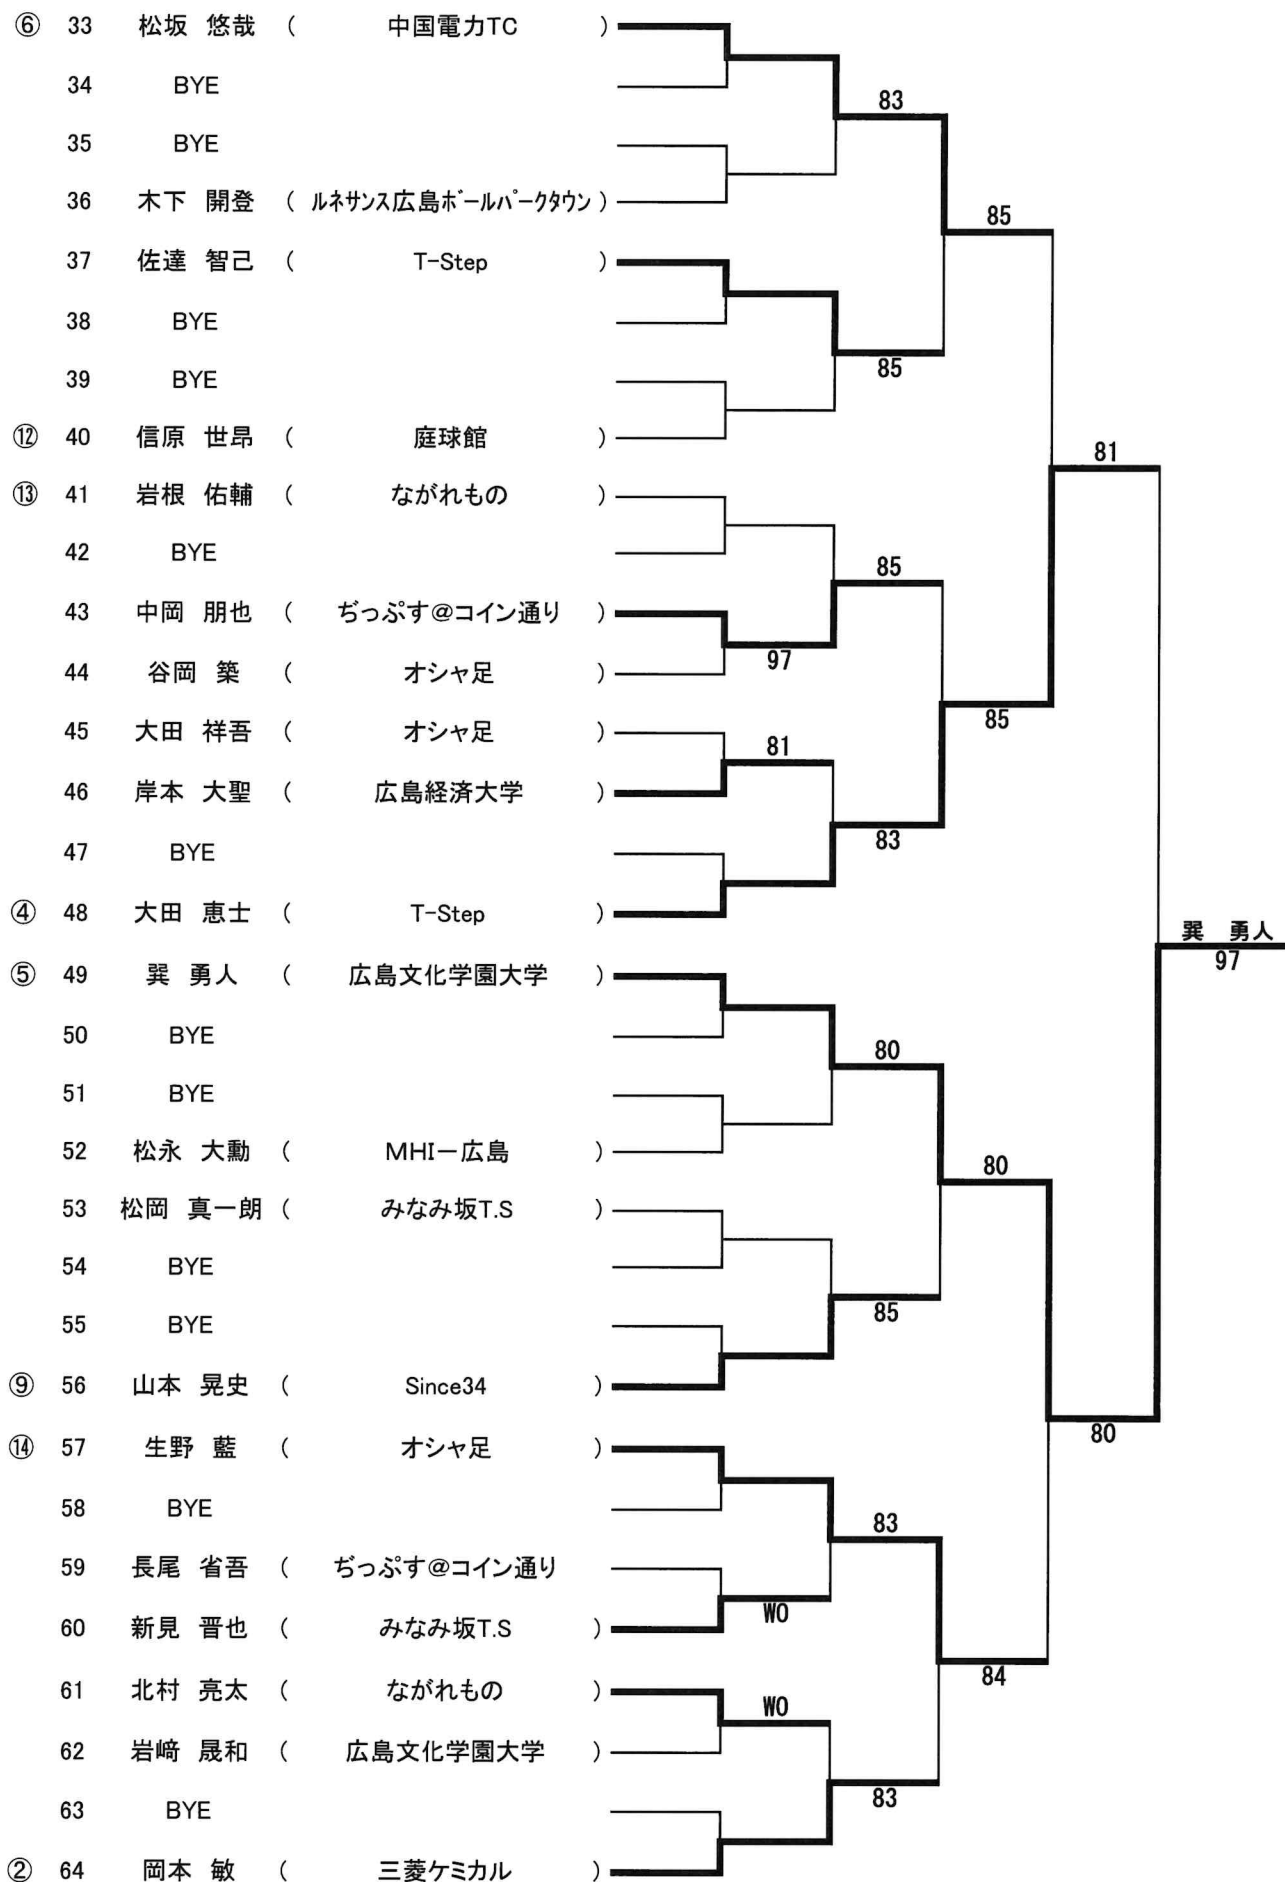 ⑥ 33 松坂 悠哉 ( 中国電力TC )
34 BYE
83
35 BYE
36 木下 開登 ( ルネサンス広島ボールパークタウン )
85
37 佐達 智己 ( T-Step )
38 BYE
85
39 BYE
⑫ 40 信原 世昂 ( 庭球館 )
81
⑬ 41 岩根 佑輔 ( ながれもの )
42 BYE
85
43 中岡 朋也 ( ぢっぷす@コイン通り )
97
44 谷岡 築 ( オシャ足 )
85
45 大田 祥吾 ( オシャ足 )
81
46 岸本 大聖 ( 広島経済大学 )
83
47 BYE
④ 48 大田 恵士 ( T-Step )
巽 勇人
97
⑤ 49 巽 勇人 ( 広島文化学園大学 )
50 BYE
80
51 BYE
52 松永 大勳 ( MHIー広島 )
80
53 松岡 真一朗 ( みなみ坂T.S )
54 BYE
85
55 BYE
⑨ 56 山本 晃史 ( Since34 )
80
⑭ 57 生野 藍 ( オシャ足 )
58 BYE
83
59 長尾 省吾 ( ぢっぷす@コイン通り
WO
60 新見 晋也 ( みなみ坂T.S )
84
61 北村 亮太 ( ながれもの )
WO
62 岩﨑 晟和 ( 広島文化学園大学 )
83
63 BYE
② 64 岡本 敏 ( 三菱ケミカル )